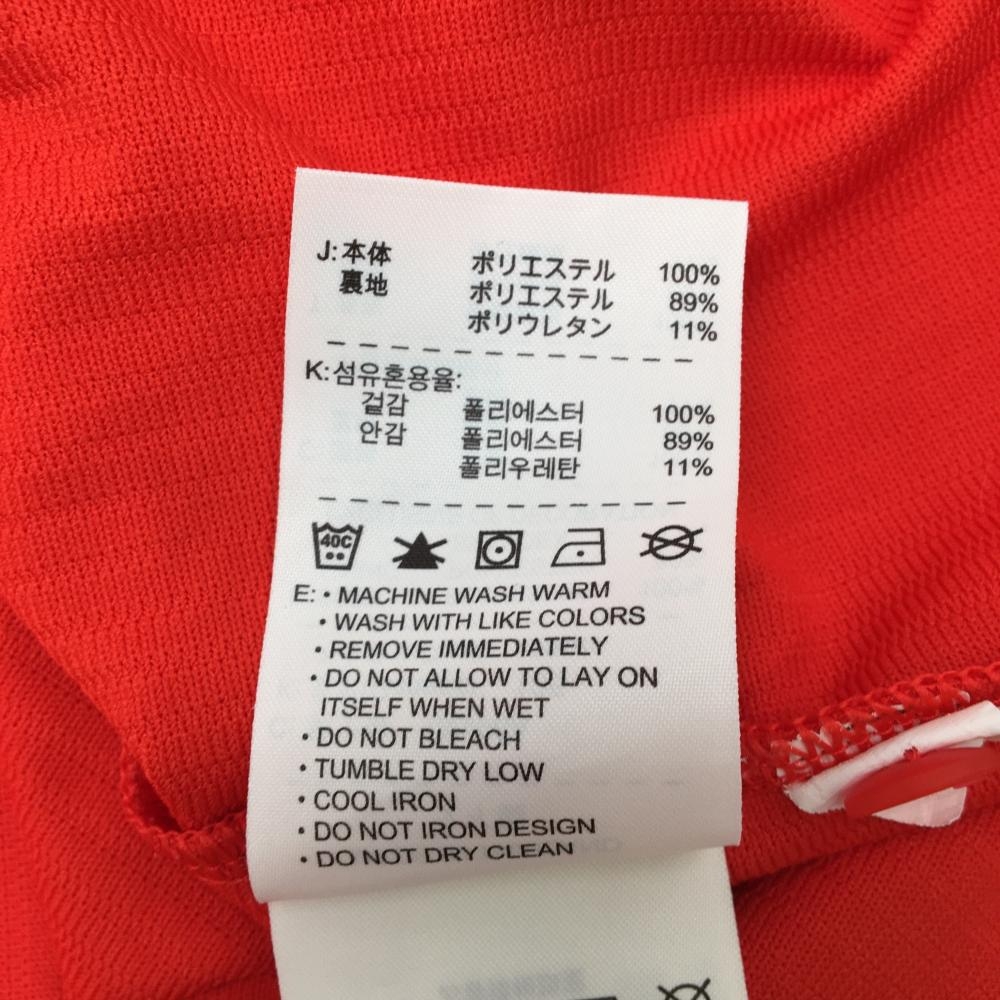 J: 本体 ポリエステル 100%
裏地 ポリエステル 89%
ポリウレタン 11%
K: 섬유혼용율:
겉감 폴리에스터 100%
안감 폴리에스터 89%
폴리우레탄 11%
40C
E: • MACHINE WASH WARM
• WASH WITH LIKE COLORS
• REMOVE IMMEDIATELY
• DO NOT ALLOW TO LAY ON
ITSELF WHEN WET
• DO NOT BLEACH
• TUMBLE DRY LOW
• COOL IRON
• DO NOT IRON DESIGN
• DO NOT DRY CLEAN